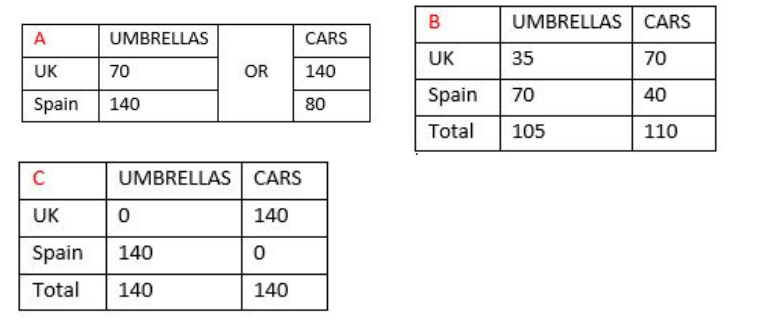 A UMBRELLAS OR CARS
UK 70 140
Spain 140 80
B UMBRELLAS CARS
UK 35 70
Spain 70 40
Total 105 110
C UMBRELLAS CARS
UK 0 140
Spain 140 0
Total 140 140